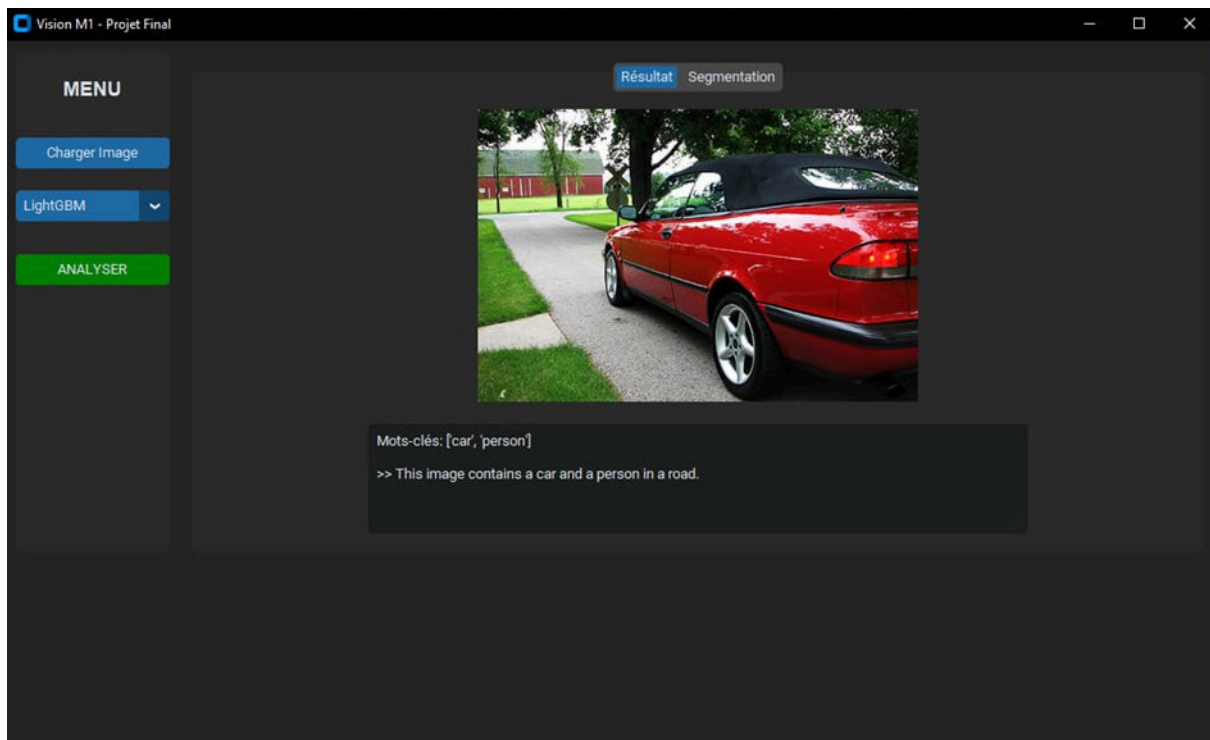 Vision M1 - Projet Final
MENU
Charger Image
LightGBM
ANALYSER
Résultat Segmentation
Mots-clés: ['car', 'person']
>> This image contains a car and a person in a road.